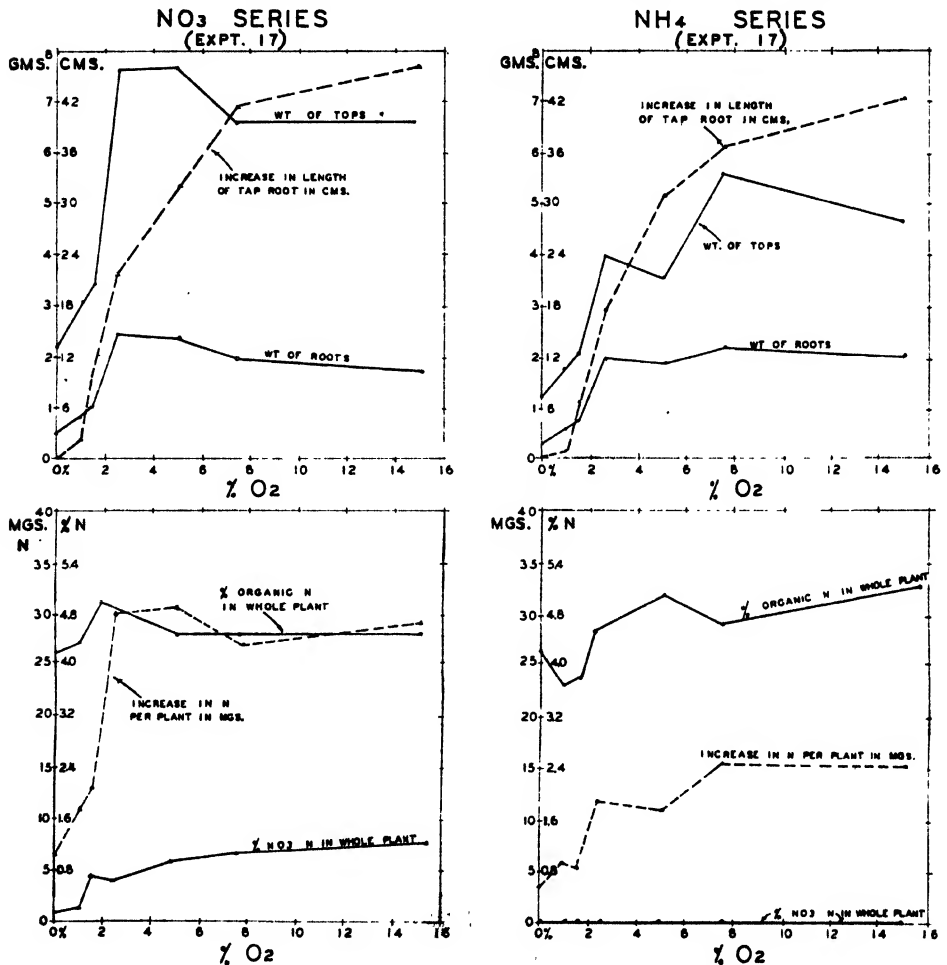 NO3 SERIES
(EXPT. 17)
GMS. CMS.
8
7 42
6 36
5 30
4 24
3 18
2 12
1 6
0
WT OF TOPS
INCREASE IN LENGTH
OF TAP ROOT IN CMS.
WT OF ROOTS
0% 2 4 6 8 10 12 14 16
% O2
NH4 SERIES
(EXPT. 17)
GMS. CMS.
8
7 42
6 36
5 30
4 24
3 18
2 12
1 6
0
INCREASE IN LENGTH
OF TAP ROOT IN CMS.
WT. OF TOPS
WT OF ROOTS
0% 2 4 6 8 10 12 14 16
% O2
MGS. % N
N
40
35 5.4
30 4.8
25 4.0
20 3.2
15 2.4
10 1.6
5 0.8
0
% ORGANIC N
IN WHOLE PLANT
INCREASE IN N
PER PLANT IN MGS.
% NO3 N IN WHOLE PLANT
0% 2 4 6 8 10 12 14 16
% O2
MGS. % N
N
40
35 5.4
30 4.8
25 4.0
20 3.2
15 2.4
10 1.6
5 0.8
0
% ORGANIC N IN WHOLE PLANT
INCREASE IN N PER PLANT IN MGS.
% NO3 N IN WHOLE PLANT
0% 2 4 6 8 10 12 14 16
% O2